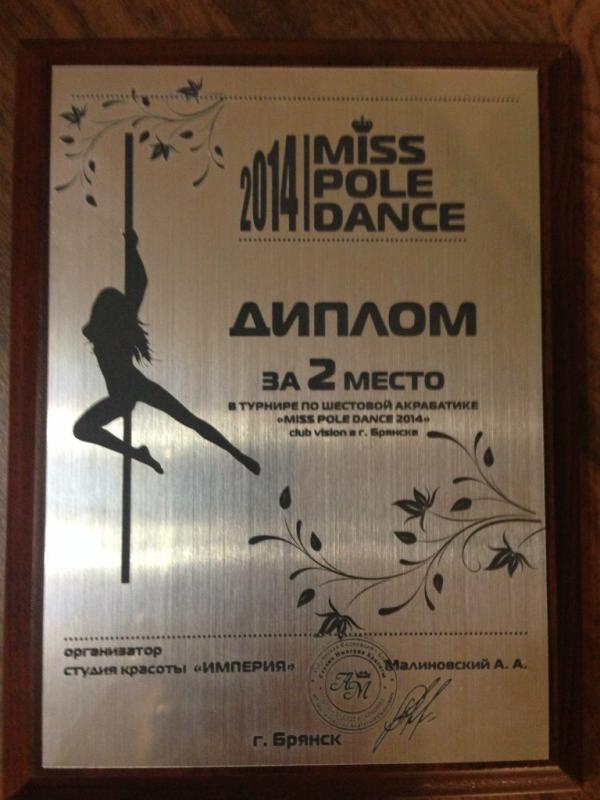 2014
MISS
POLE
DANCE
ДИПЛОМ
ЗА 2 МЕСТО
В ТУРНИРЕ ПО ШЕСТОВОЙ АКРАБАТИКЕ
«MISS POLE DANCE 2014»
club vision в г. Брянске
организатор
студия красоты «ИМПЕРИЯ» Малиновский А. А.
АМ
г. Брянск